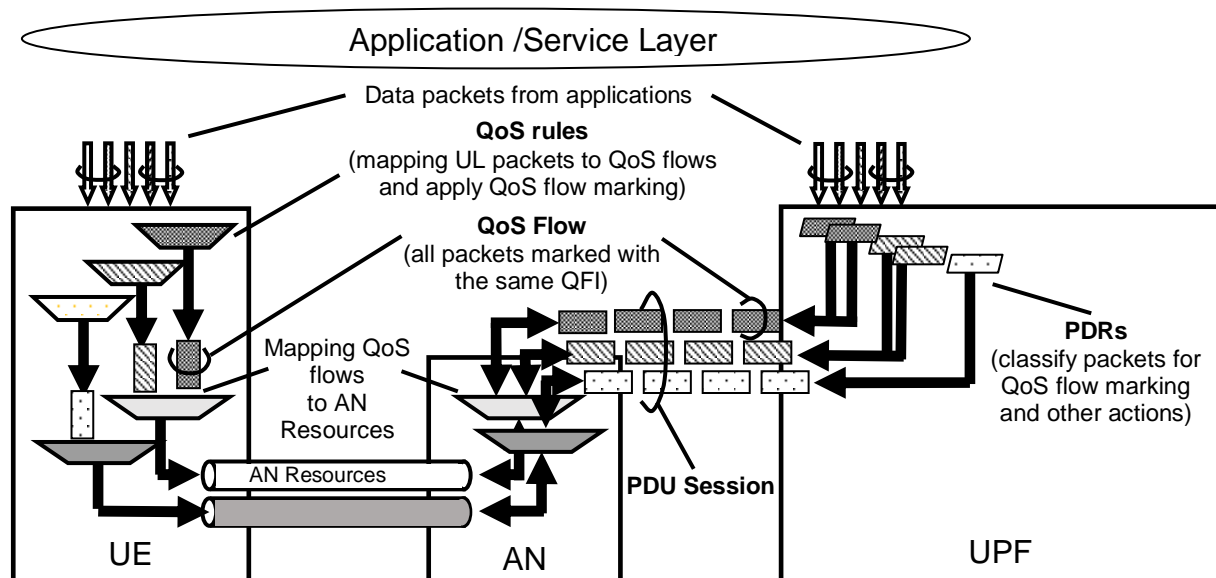 Application /Service Layer
Data packets from applications
QoS rules
(mapping UL packets to QoS flows
and apply QoS flow marking)
QoS Flow
(all packets marked with
the same QFI)
Mapping QoS
flows
to AN
Resources
PDRs
(classify packets for
QoS flow marking
and other actions)
AN Resources
PDU Session
UE
AN
UPF